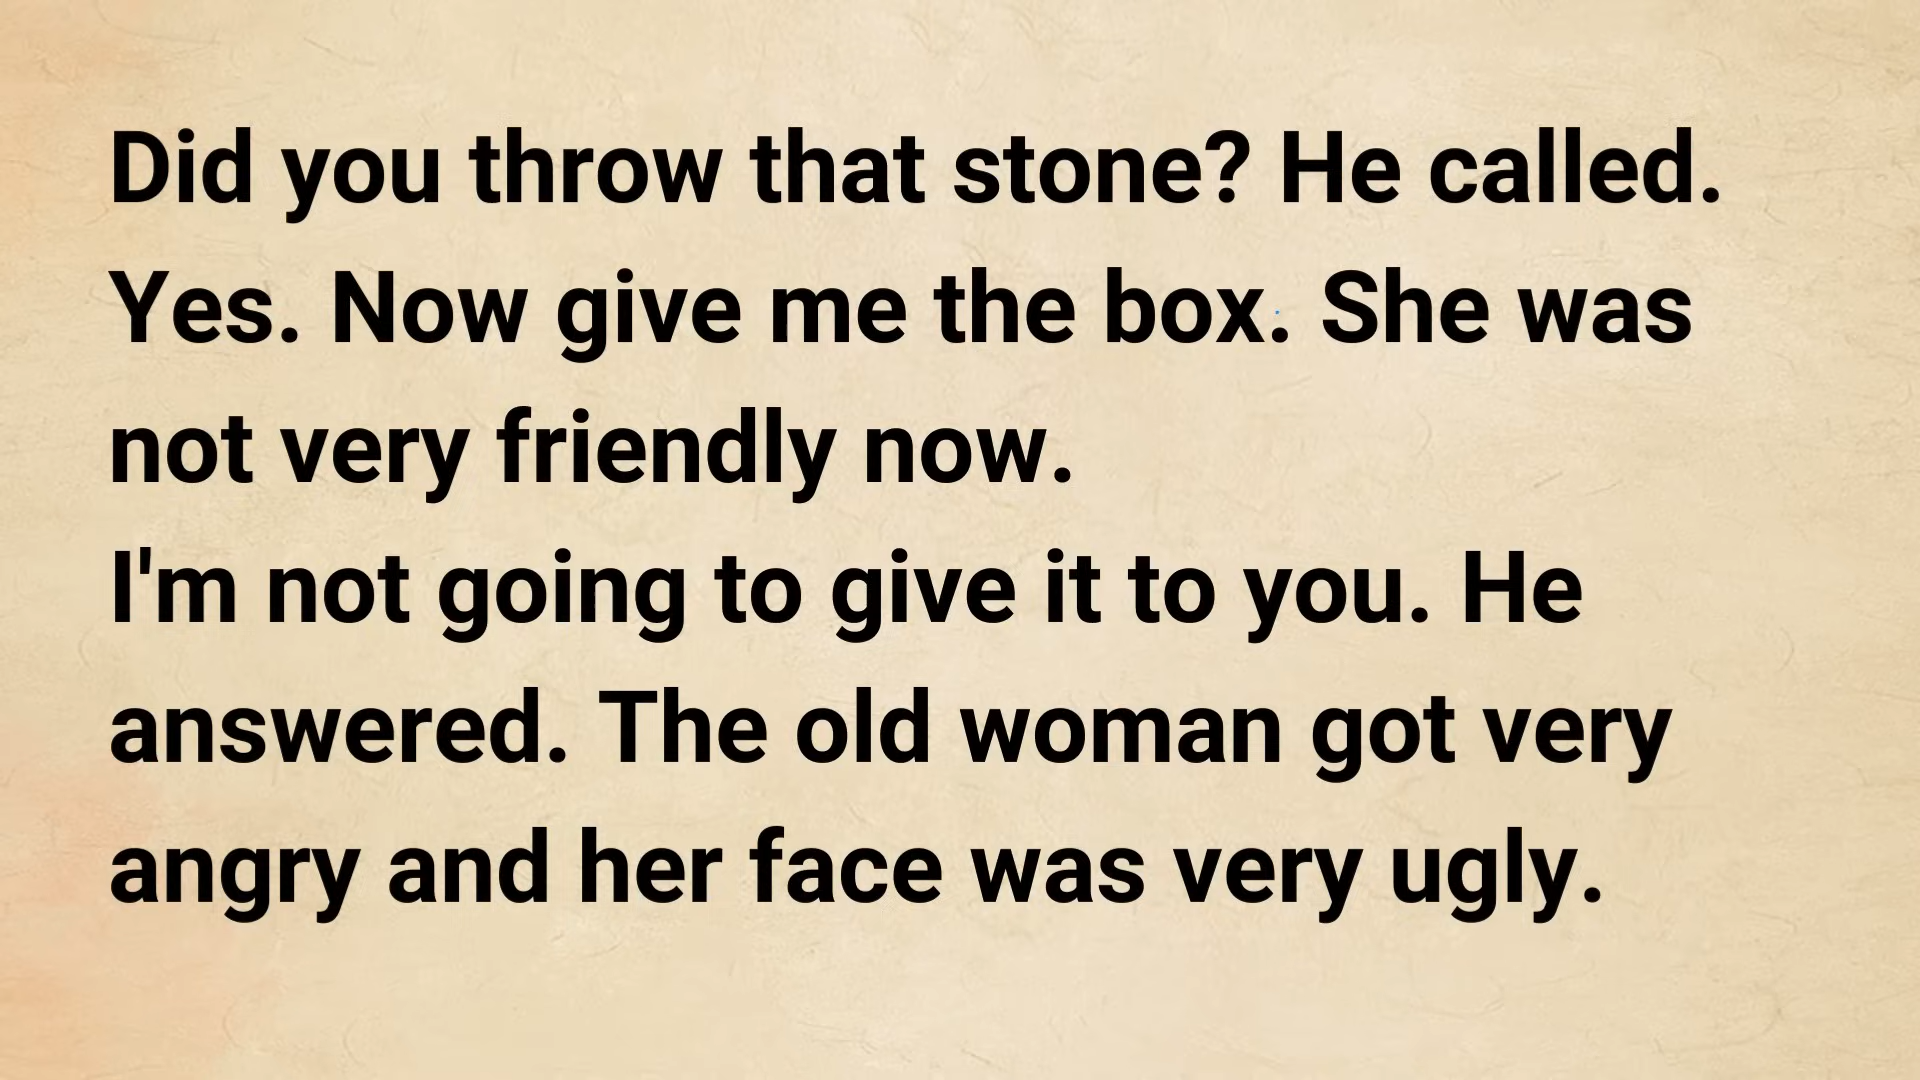 Did you throw that stone? He called.
Yes. Now give me the box. She was
not very friendly now.
I'm not going to give it to you. He
answered. The old woman got very
angry and her face was very ugly.